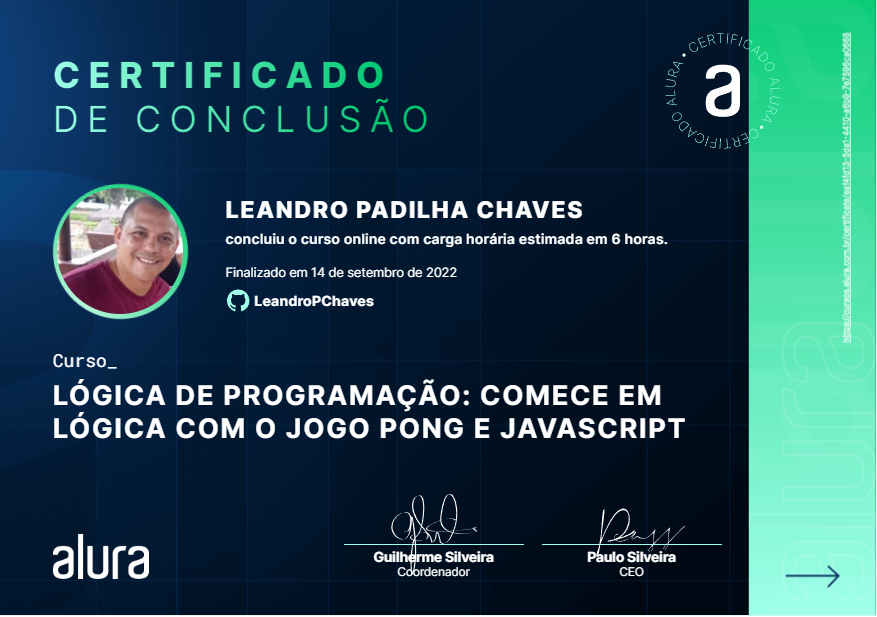 CERTIFICADO
DE CONCLUSÃO
CERTIFICADO ALURA • CERTIFICADO ALURA •
a
LEANDRO PADILHA CHAVES
concluiu o curso online com carga horária estimada em 6 horas.
Finalizado em 14 de setembro de 2022
LeandroPChaves
Curso_
LÓGICA DE PROGRAMAÇÃO: COMECE EM
LÓGICA COM O JOGO PONG E JAVASCRIPT
alura
Guilherme Silveira
Coordenador
Paulo Silveira
CEO
alura